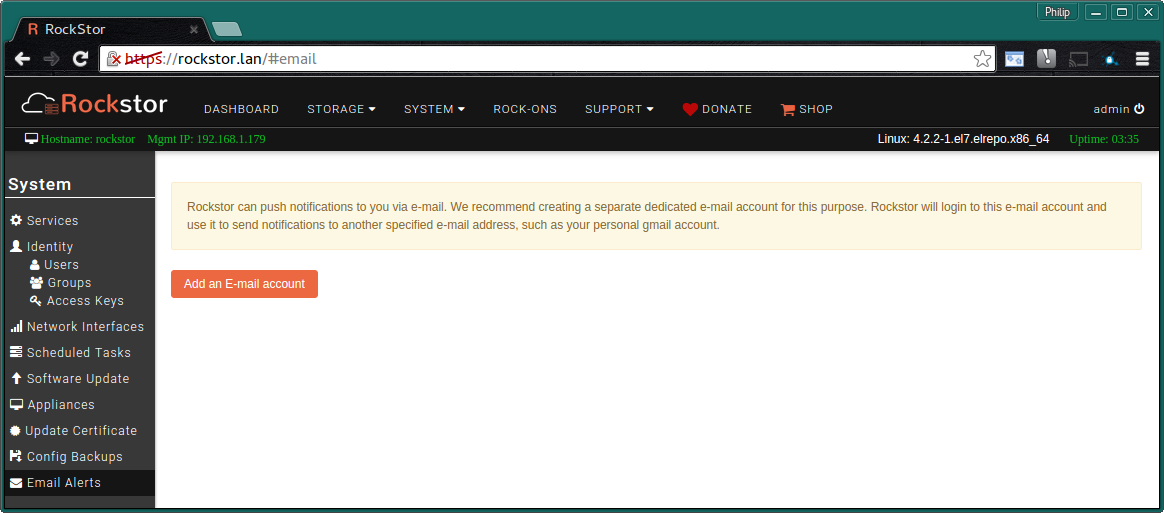 Philip
R RockStor
https://rockstor.lan/#email
Rockstor DASHBOARD STORAGE SYSTEM ROCK-ONS SUPPORT DONATE SHOP admin
Hostname: rockstor Mgmt IP: 192.168.1.179 Linux: 4.2.2-1.el7.elrepo.x86_64 Uptime: 03:35
System
Services
Identity
Users
Groups
Access Keys
Network Interfaces
Scheduled Tasks
Software Update
Appliances
Update Certificate
Config Backups
Email Alerts
Rockstor can push notifications to you via e-mail. We recommend creating a separate dedicated e-mail account for this purpose. Rockstor will login to this e-mail account and
use it to send notifications to another specified e-mail address, such as your personal gmail account.
Add an E-mail account